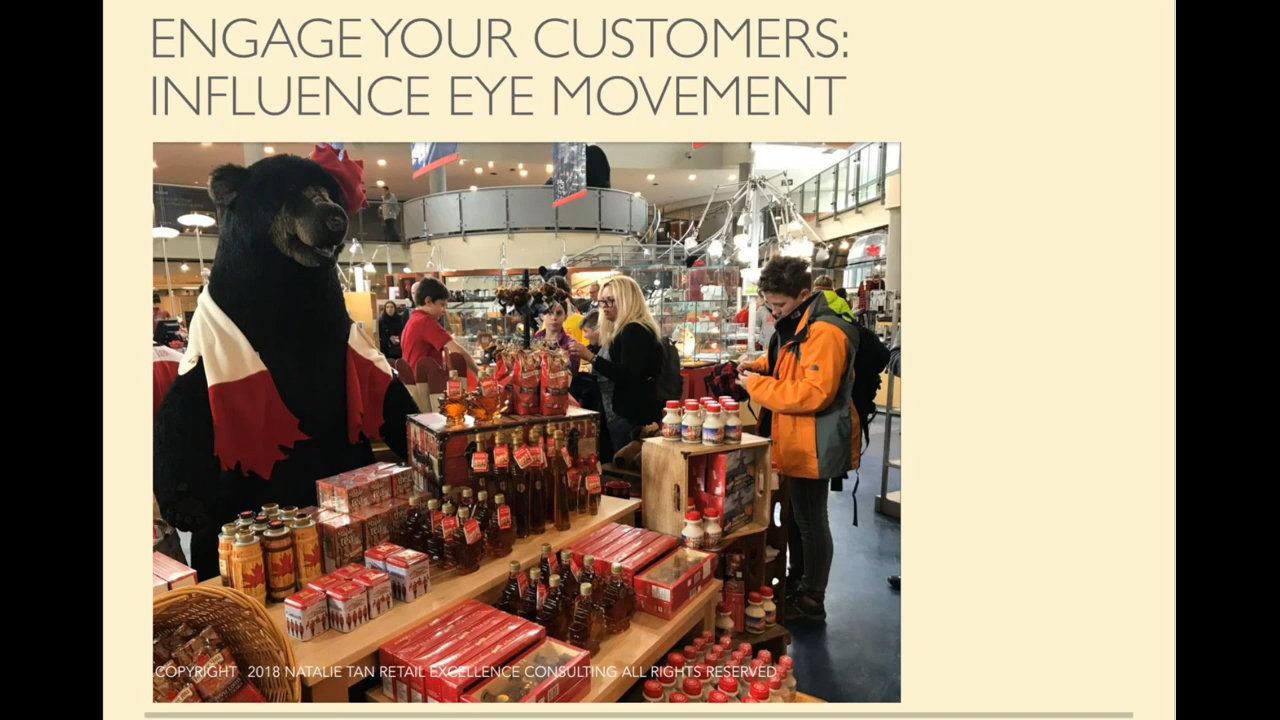 ENGAGE YOUR CUSTOMERS:
INFLUENCE EYE MOVEMENT
COPYRIGHT 2018 NATALIE TAN RETAIL EXCELLENCE CONSULTING ALL RIGHTS RESERVED